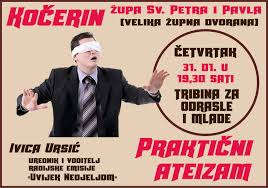 Kočerin
župa Sv. Petra i Pavla
(velika župna dvorana)
četvrtak
31. 01. u
19,30 sati
Tribina za
odrasle
i mlade
Ivica Ursić
urednik i voditelj
radijske emisije
"Uvijek Nedjeljom"
Praktični
ateizam